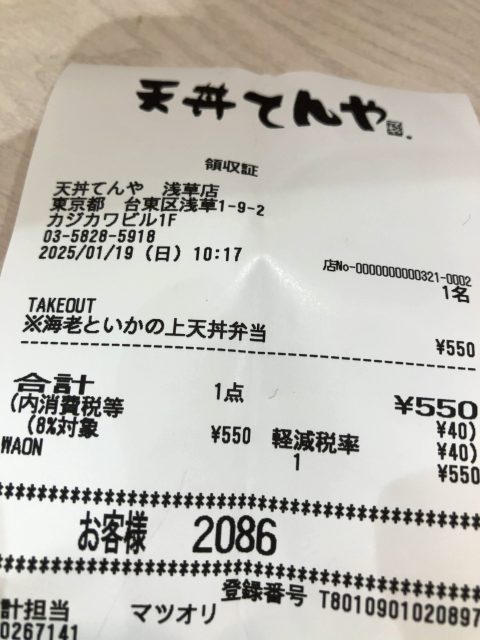 天丼てんや
領収証
天丼てんや 浅草店
東京都 台東区浅草1-9-2
カジカワビル1F
03-5828-5918
2025/01/19 (日) 10:17
店No-0000000000321-0002
1名
TAKEOUT
※海老といかの上天丼弁当 ¥550
合計 1点 ¥550
(内消費税等 ¥40)
(8%対象 ¥550 軽減税率 ¥40)
WAON 1 ¥550
お客様 2086
登録番号 T8010901020897
計担当 マツオリ
0267141